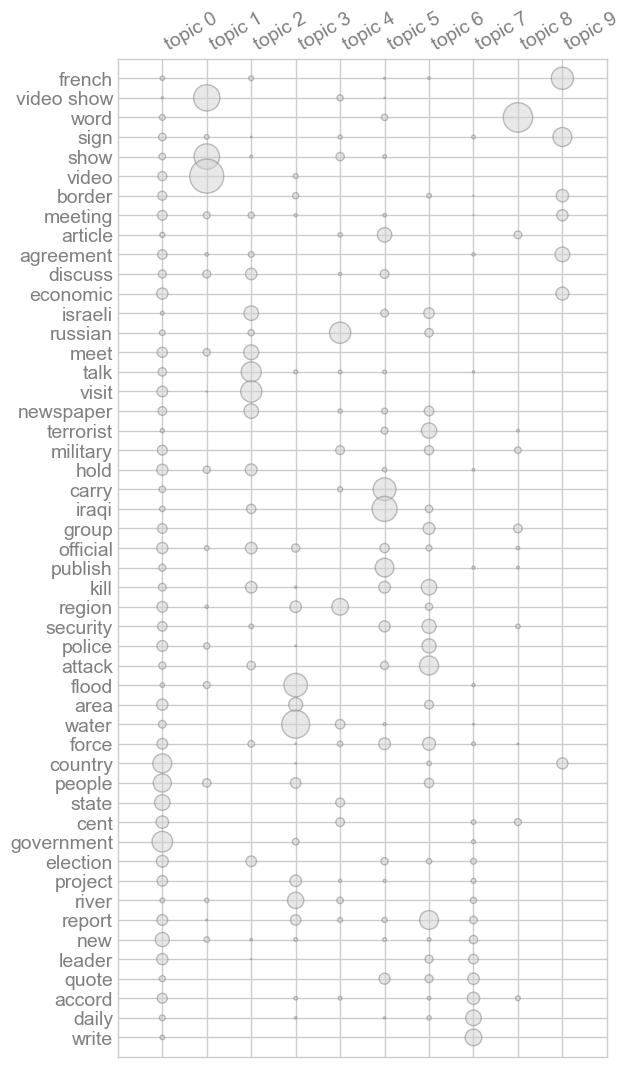 topic 0 topic 1 topic 2 topic 3 topic 4 topic 5 topic 6 topic 7 topic 8 topic 9
french
video show
word
sign
show
video
border
meeting
article
agreement
discuss
economic
israeli
russian
meet
talk
visit
newspaper
terrorist
military
hold
carry
iraqi
group
official
publish
kill
region
security
police
attack
flood
area
water
force
country
people
state
cent
government
election
project
river
report
new
leader
quote
accord
daily
write